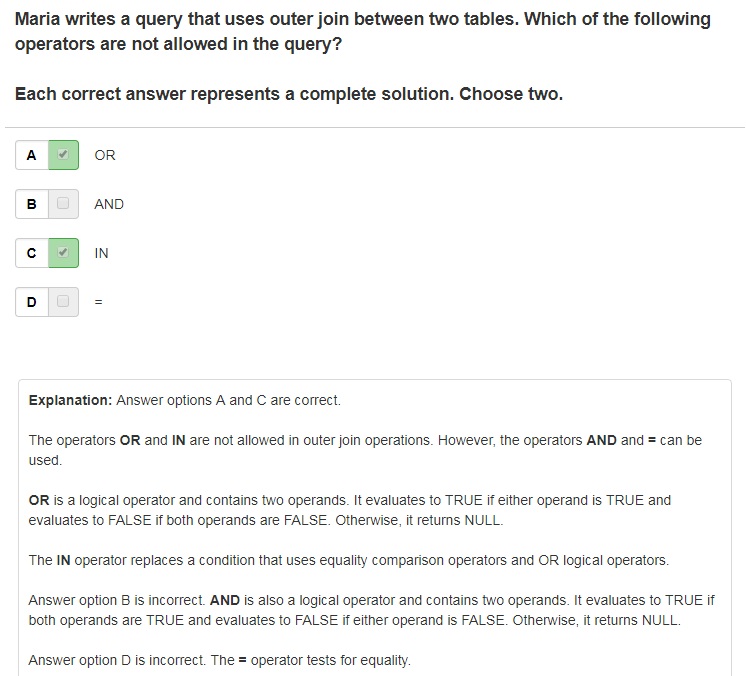 Maria writes a query that uses outer join between two tables. Which of the following
operators are not allowed in the query?
Each correct answer represents a complete solution. Choose two.
A OR
B AND
C IN
D =
Explanation: Answer options A and C are correct.
The operators OR and IN are not allowed in outer join operations. However, the operators AND and = can be
used.
OR is a logical operator and contains two operands. It evaluates to TRUE if either operand is TRUE and
evaluates to FALSE if both operands are FALSE. Otherwise, it returns NULL.
The IN operator replaces a condition that uses equality comparison operators and OR logical operators.
Answer option B is incorrect. AND is also a logical operator and contains two operands. It evaluates to TRUE if
both operands are TRUE and evaluates to FALSE if either operand is FALSE. Otherwise, it returns NULL.
Answer option D is incorrect. The = operator tests for equality.